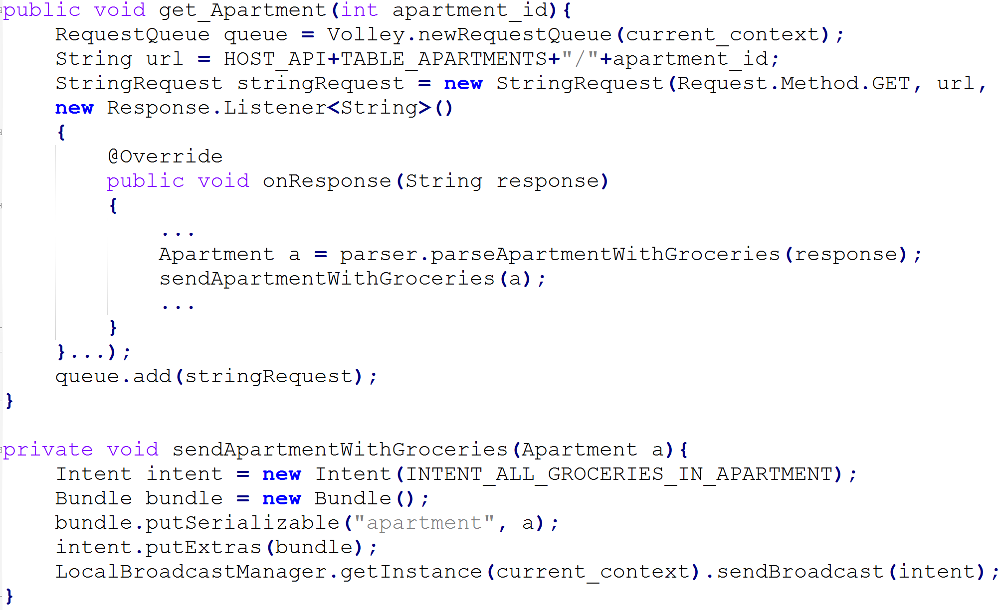 public void get_Apartment(int apartment_id){
    RequestQueue queue = Volley.newRequestQueue(current_context);
    String url = HOST_API+TABLE_APARTMENTS+"/"+apartment_id;
    StringRequest stringRequest = new StringRequest(Request.Method.GET, url,
    new Response.Listener<String>()
    {
        @Override
        public void onResponse(String response)
        {
            ...
            Apartment a = parser.parseApartmentWithGroceries(response);
            sendApartmentWithGroceries(a);
            ...
        }
    }...);
    queue.add(stringRequest);
}

private void sendApartmentWithGroceries(Apartment a){
    Intent intent = new Intent(INTENT_ALL_GROCERIES_IN_APARTMENT);
    Bundle bundle = new Bundle();
    bundle.putSerializable("apartment", a);
    intent.putExtras(bundle);
    LocalBroadcastManager.getInstance(current_context).sendBroadcast(intent);
}